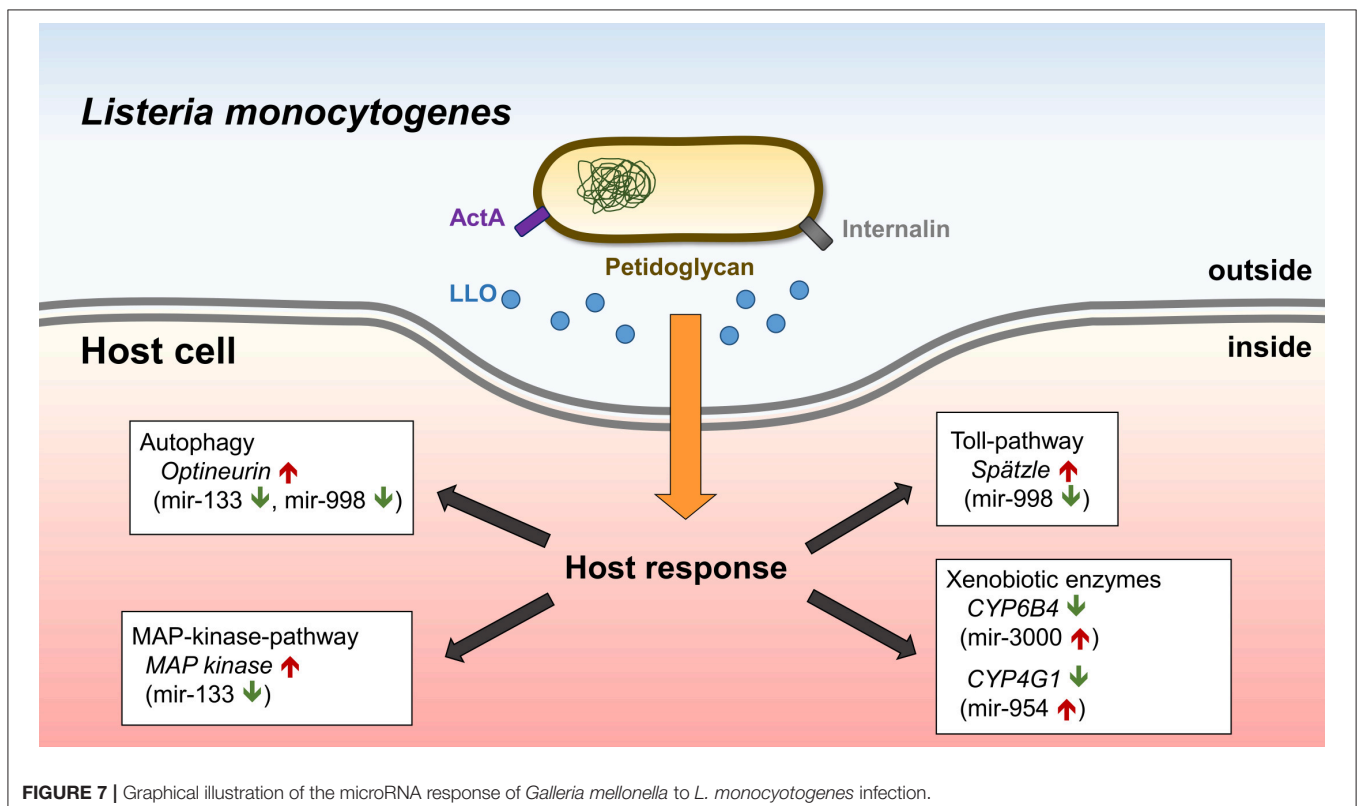 Listeria monocytogenes
ActA
Internalin
Petidoglycan
LLO
outside
Host cell
inside
Autophagy
Optineurin ↑
(mir-133 ↓, mir-998 ↓)
Toll-pathway
Spätzle ↑
(mir-998 ↓)
Host response
MAP-kinase-pathway
MAP kinase ↑
(mir-133 ↓)
Xenobiotic enzymes
CYP6B4 ↓
(mir-3000 ↑)
CYP4G1 ↓
(mir-954 ↑)
FIGURE 7 | Graphical illustration of the microRNA response of Galleria mellonella to L. monocyotogenes infection.